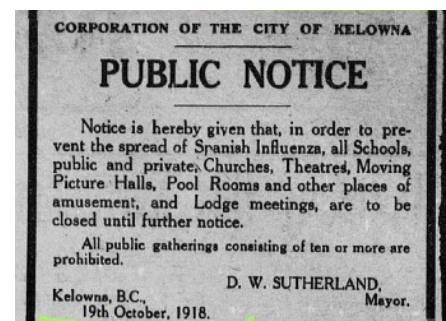 CORPORATION OF THE CITY OF KELOWNA
PUBLIC NOTICE
Notice is hereby given that, in order to pre-
vent the spread of Spanish Influenza, all Schools,
public and private, Churches, Theatres, Moving
Picture Halls, Pool Rooms and other places of
amusement, and Lodge meetings, are to be
closed until further notice.
All public gatherings consisting of ten or more are
prohibited.
D. W. SUTHERLAND,
Kelowna, B.C., Mayor.
19th October, 1918.